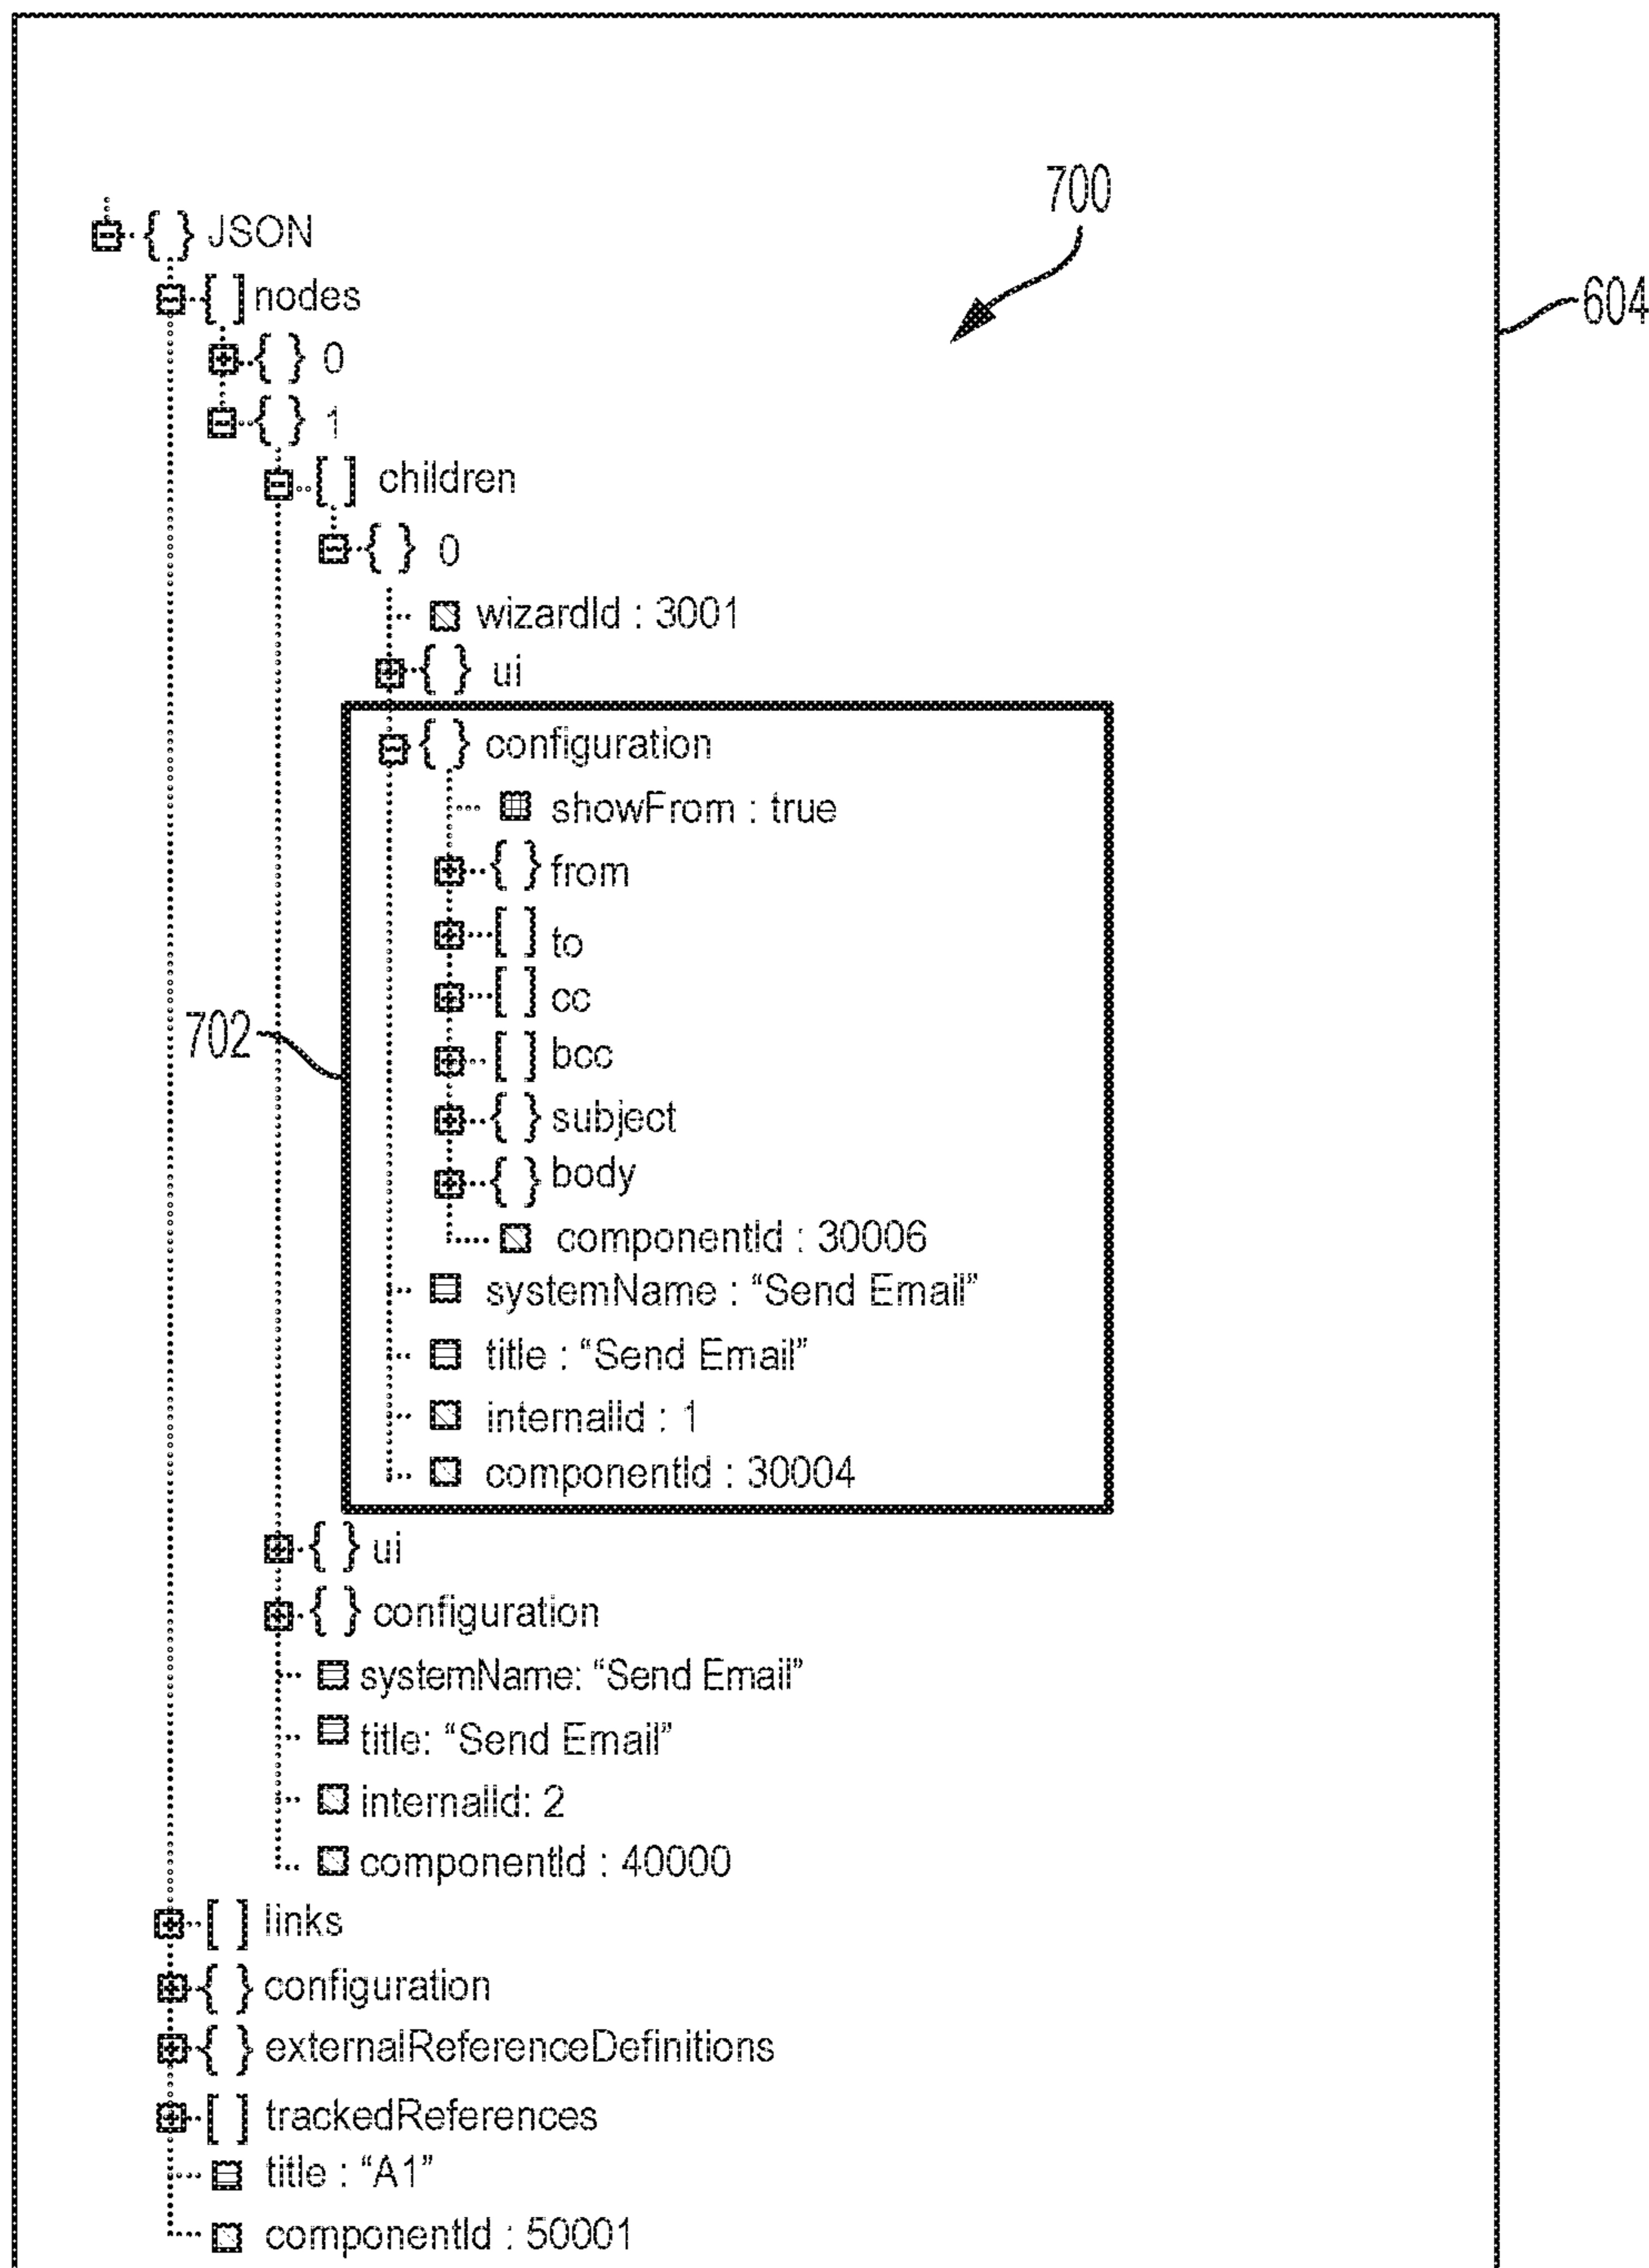 700
604
{ } JSON
[ ] nodes
{ } 0
{ } 1
[ ] children
{ } 0
wizardId : 3001
{ } ui
{ } configuration
showFrom : true
{ } from
[ ] to
[ ] cc
702
[ ] bcc
{ } subject
{ } body
componentId : 30006
systemName : “Send Email”
title : “Send Email”
internalId : 1
componentId : 30004
{ } ui
{ } configuration
systemName: “Send Email”
title: “Send Email”
internalId: 2
componentId : 40000
[ ] links
{ } configuration
{ } externalReferenceDefinitions
[ ] trackedReferences
title : “A1”
componentId : 50001